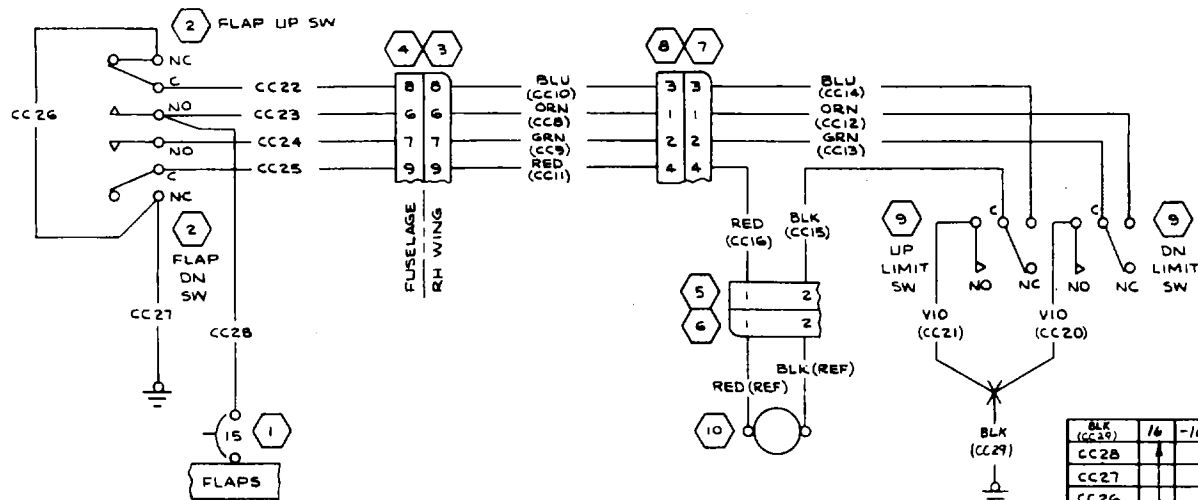 2 FLAP UP SW
NC
C
NO
NO
C
NC
CC26
CC22
CC23
CC24
CC25
2
FLAP
DN
SW
CC27
CC28
1
15
FLAPS
4 3
8 8
6 6
7 7
9 9
FUSELAGE
RH WING
BLU
(CC10)
ORN
(CC8)
GRN
(CC9)
RED
(CC11)
8 7
3 3
1 1
2 2
4 4
BLU
(CC14)
ORN
(CC12)
GRN
(CC13)
RED
(CC16)
BLK
(CC15)
5
1 2
6
1 2
RED (REF)
BLK (REF)
10
9
UP
LIMIT
SW
C
NO
NC
C
NO
NC
9
DN
LIMIT
SW
VIO
(CC21)
VIO
(CC20)
BLK
(CC29)
BLK
(CC29) 16
CC28
CC27
CC26